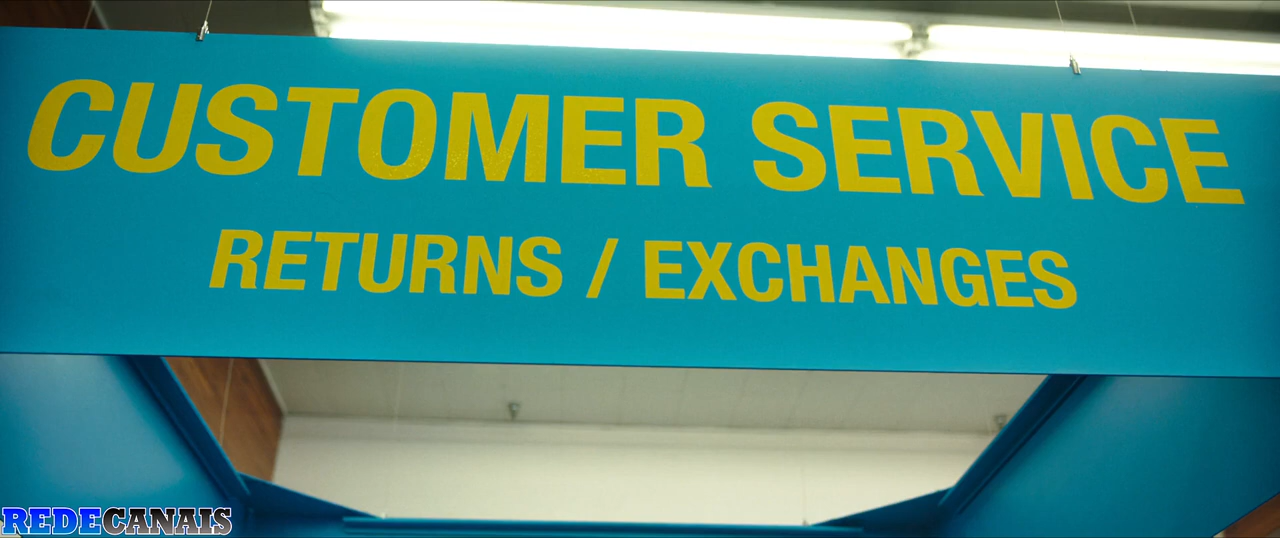 CUSTOMER SERVICE
RETURNS / EXCHANGES
REDECANAIS